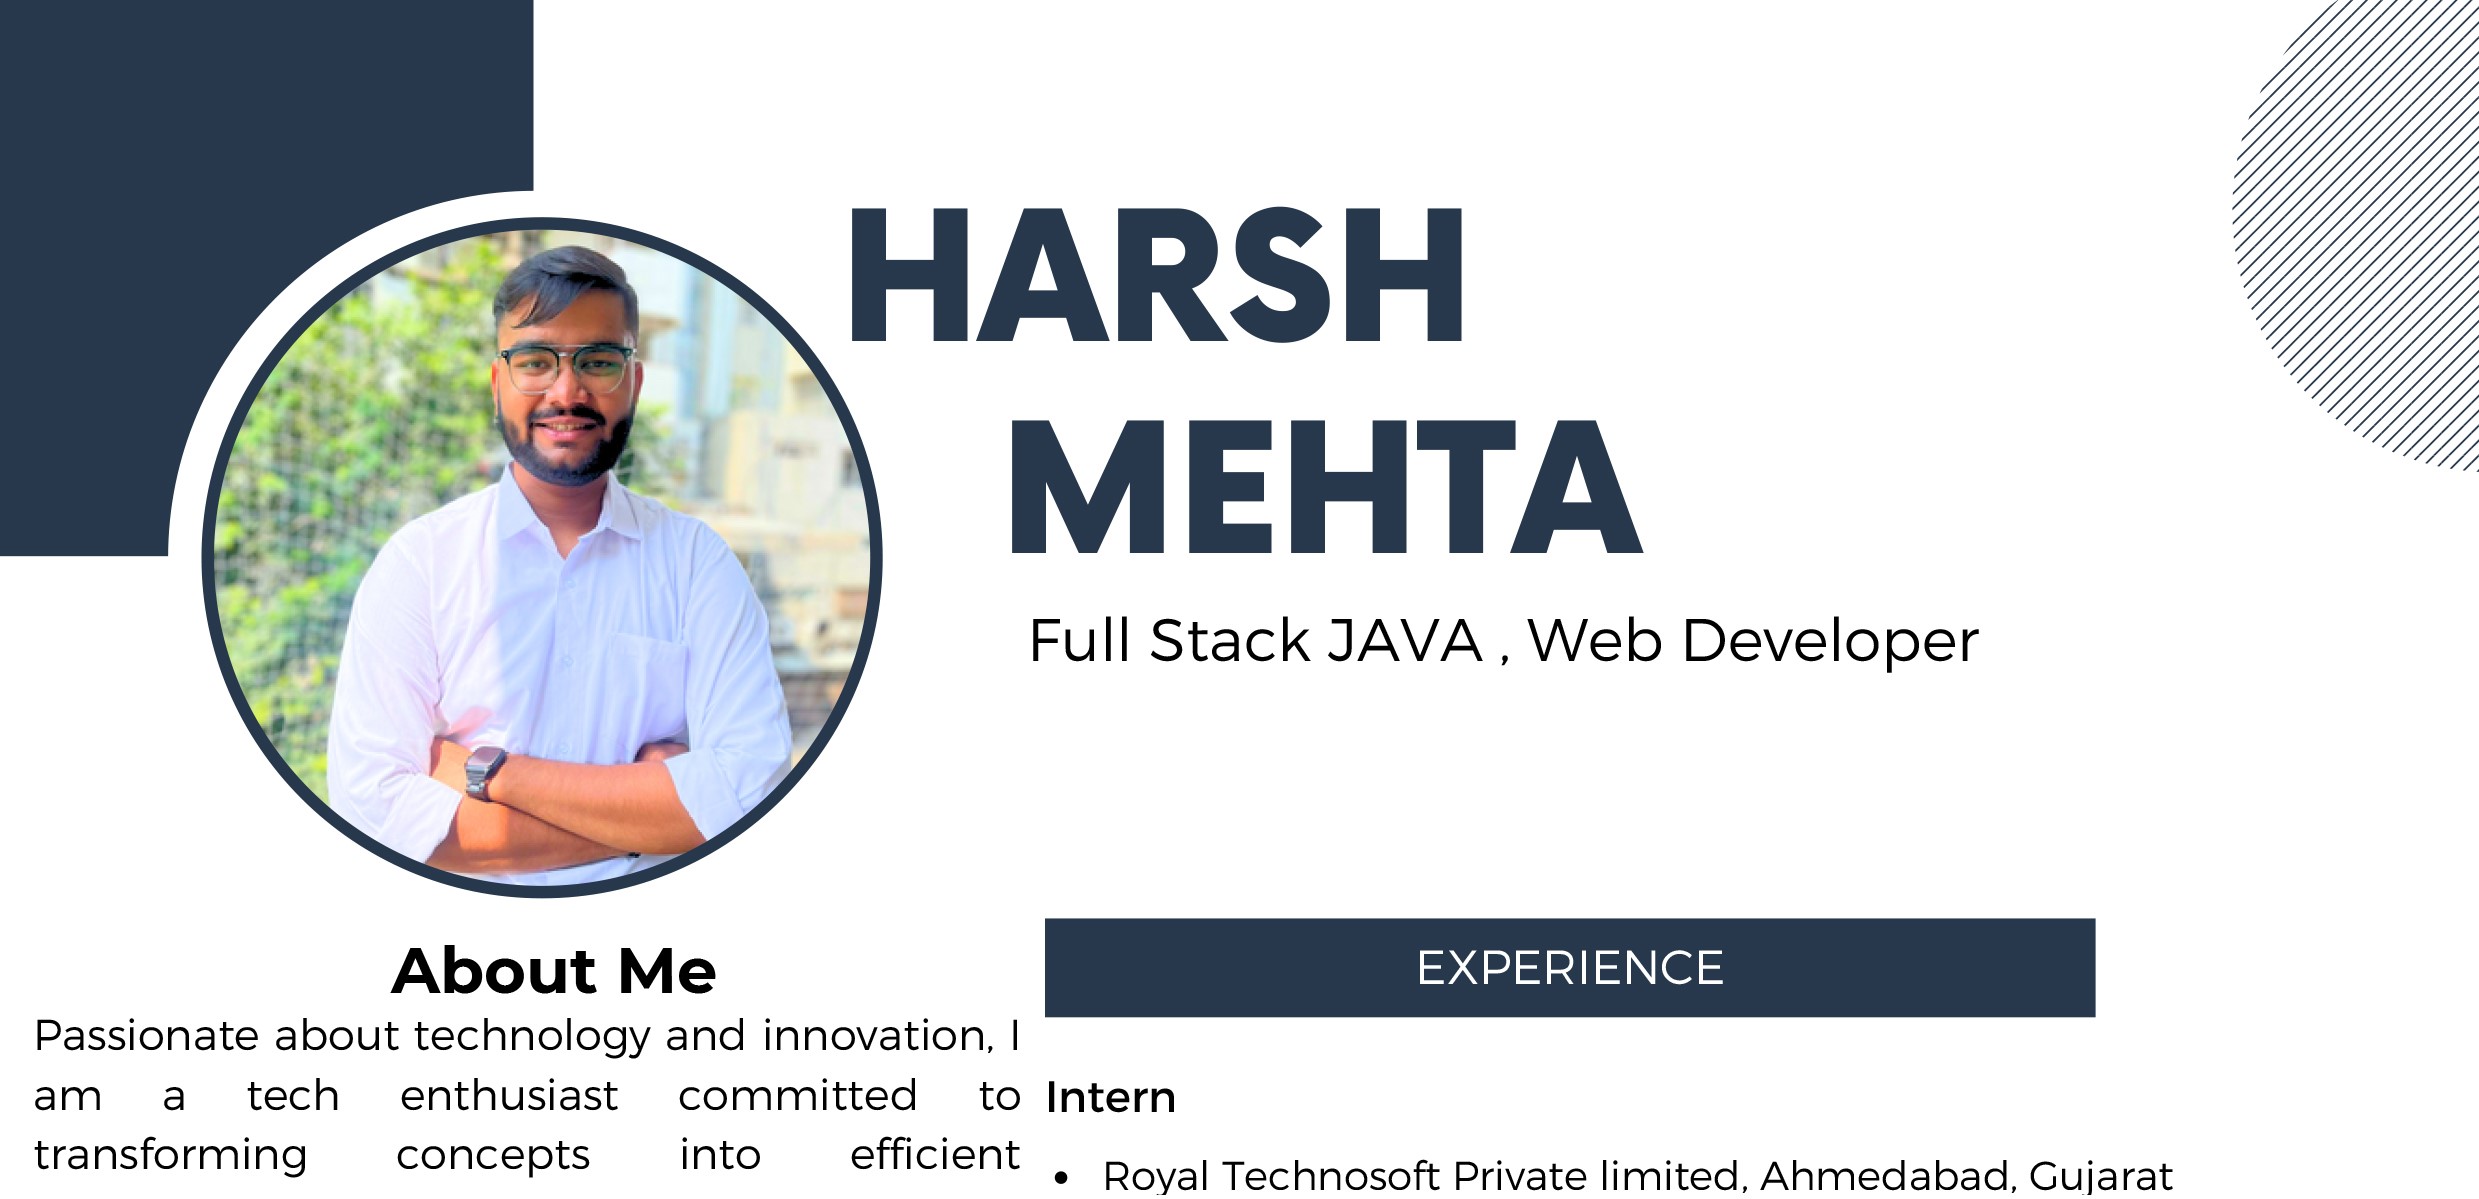 HARSH
MEHTA
Full Stack JAVA , Web Developer
About Me
Passionate about technology and innovation, I
am a tech enthusiast committed to
transforming concepts into efficient
EXPERIENCE
Intern
• Royal Technosoft Private limited, Ahmedabad, Gujarat